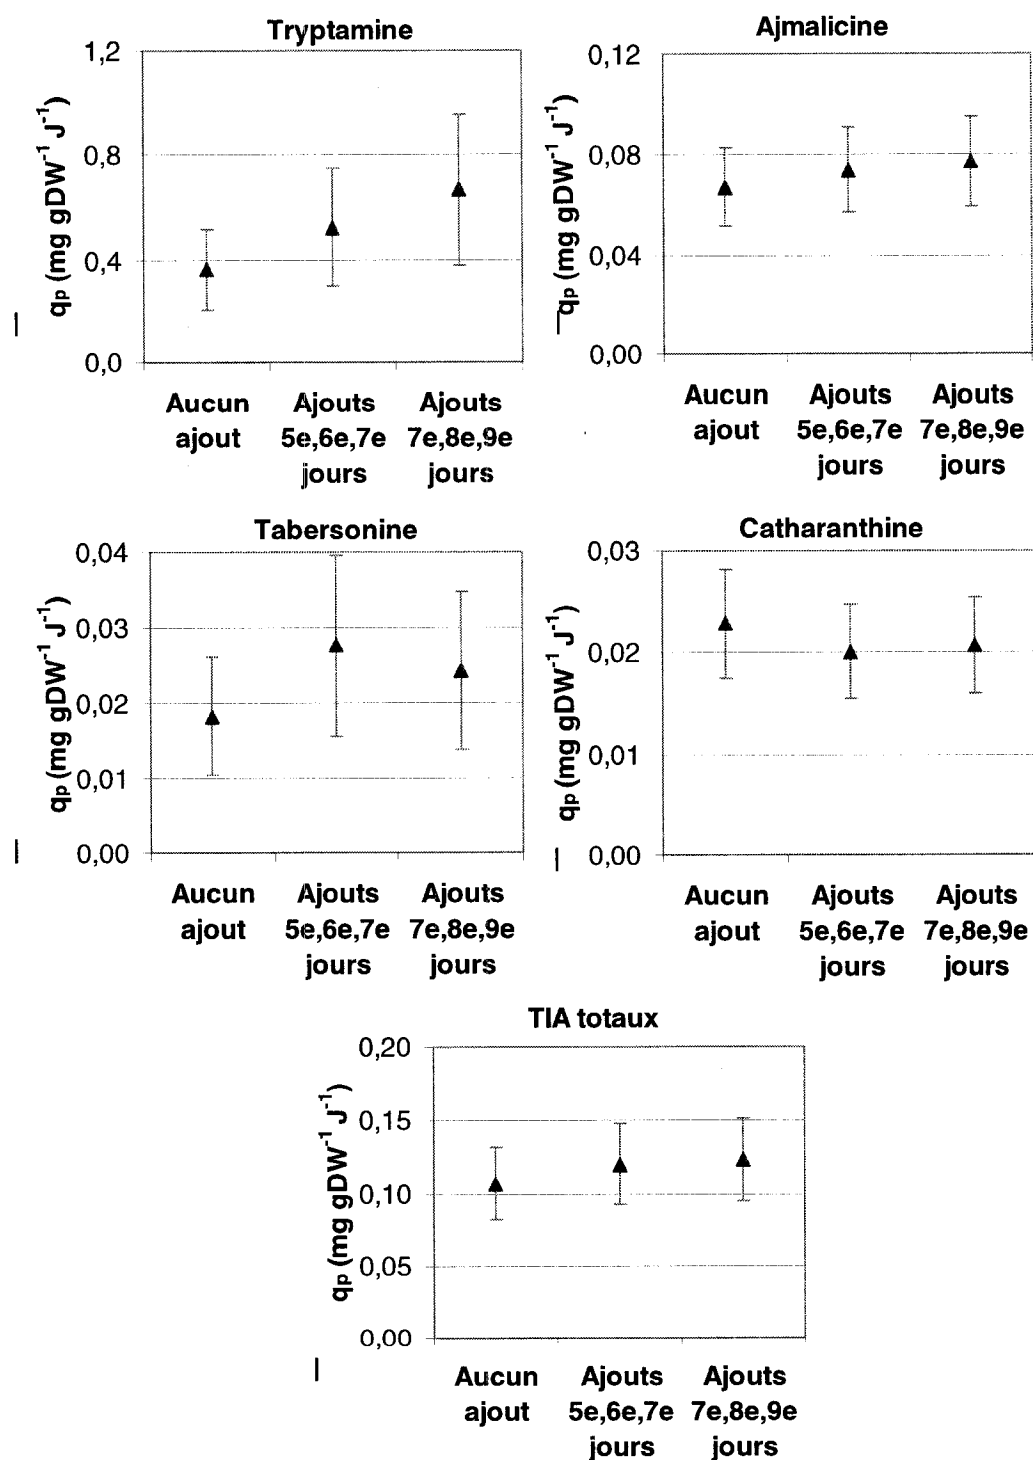 Tryptamine
qp (mg gDW-1 J-1)
1,2
0,8
0,4
0,0
Aucun ajout
Ajouts 5e,6e,7e jours
Ajouts 7e,8e,9e jours
Ajmalicine
qp (mg gDW-1 J-1)
0,12
0,08
0,04
0,00
Aucun ajout
Ajouts 5e,6e,7e jours
Ajouts 7e,8e,9e jours
Tabersonine
qp (mg gDW-1 J-1)
0,04
0,03
0,02
0,01
0,00
Aucun ajout
Ajouts 5e,6e,7e jours
Ajouts 7e,8e,9e jours
Catharanthine
qp (mg gDW-1 J-1)
0,03
0,02
0,01
0,00
Aucun ajout
Ajouts 5e,6e,7e jours
Ajouts 7e,8e,9e jours
TIA totaux
qp (mg gDW-1 J-1)
0,20
0,15
0,10
0,05
0,00
Aucun ajout
Ajouts 5e,6e,7e jours
Ajouts 7e,8e,9e jours